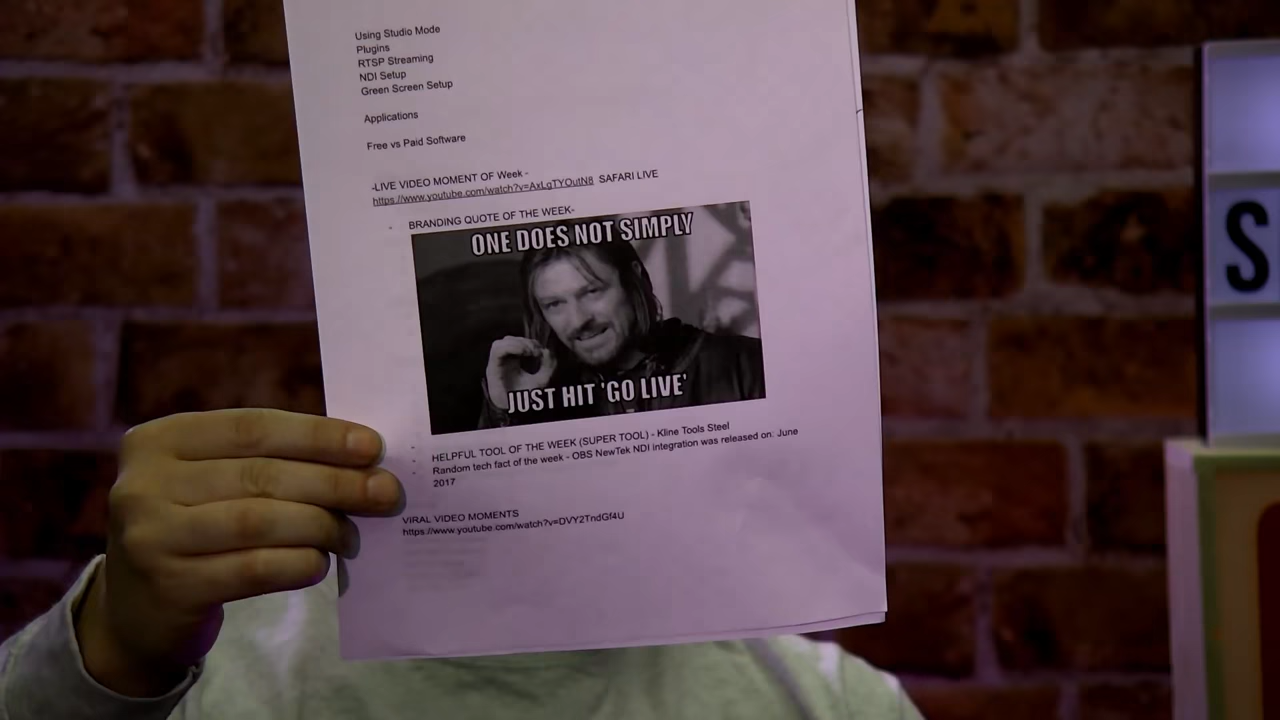 Using Studio Mode
Plugins
RTSP Streaming
NDI Setup
Green Screen Setup
Applications
Free vs Paid Software
-LIVE VIDEO MOMENT OF Week -
https://www.youtube.com/watch?v=AxLgTYOutN8 SAFARI LIVE
- BRANDING QUOTE OF THE WEEK-
ONE DOES NOT SIMPLY
JUST HIT 'GO LIVE'
- HELPFUL TOOL OF THE WEEK (SUPER TOOL) - Kline Tools Steel
- Random tech fact of the week - OBS NewTek NDI integration was released on: June
2017
VIRAL VIDEO MOMENTS
https://www.youtube.com/watch?v=DVY2TndGf4U
S